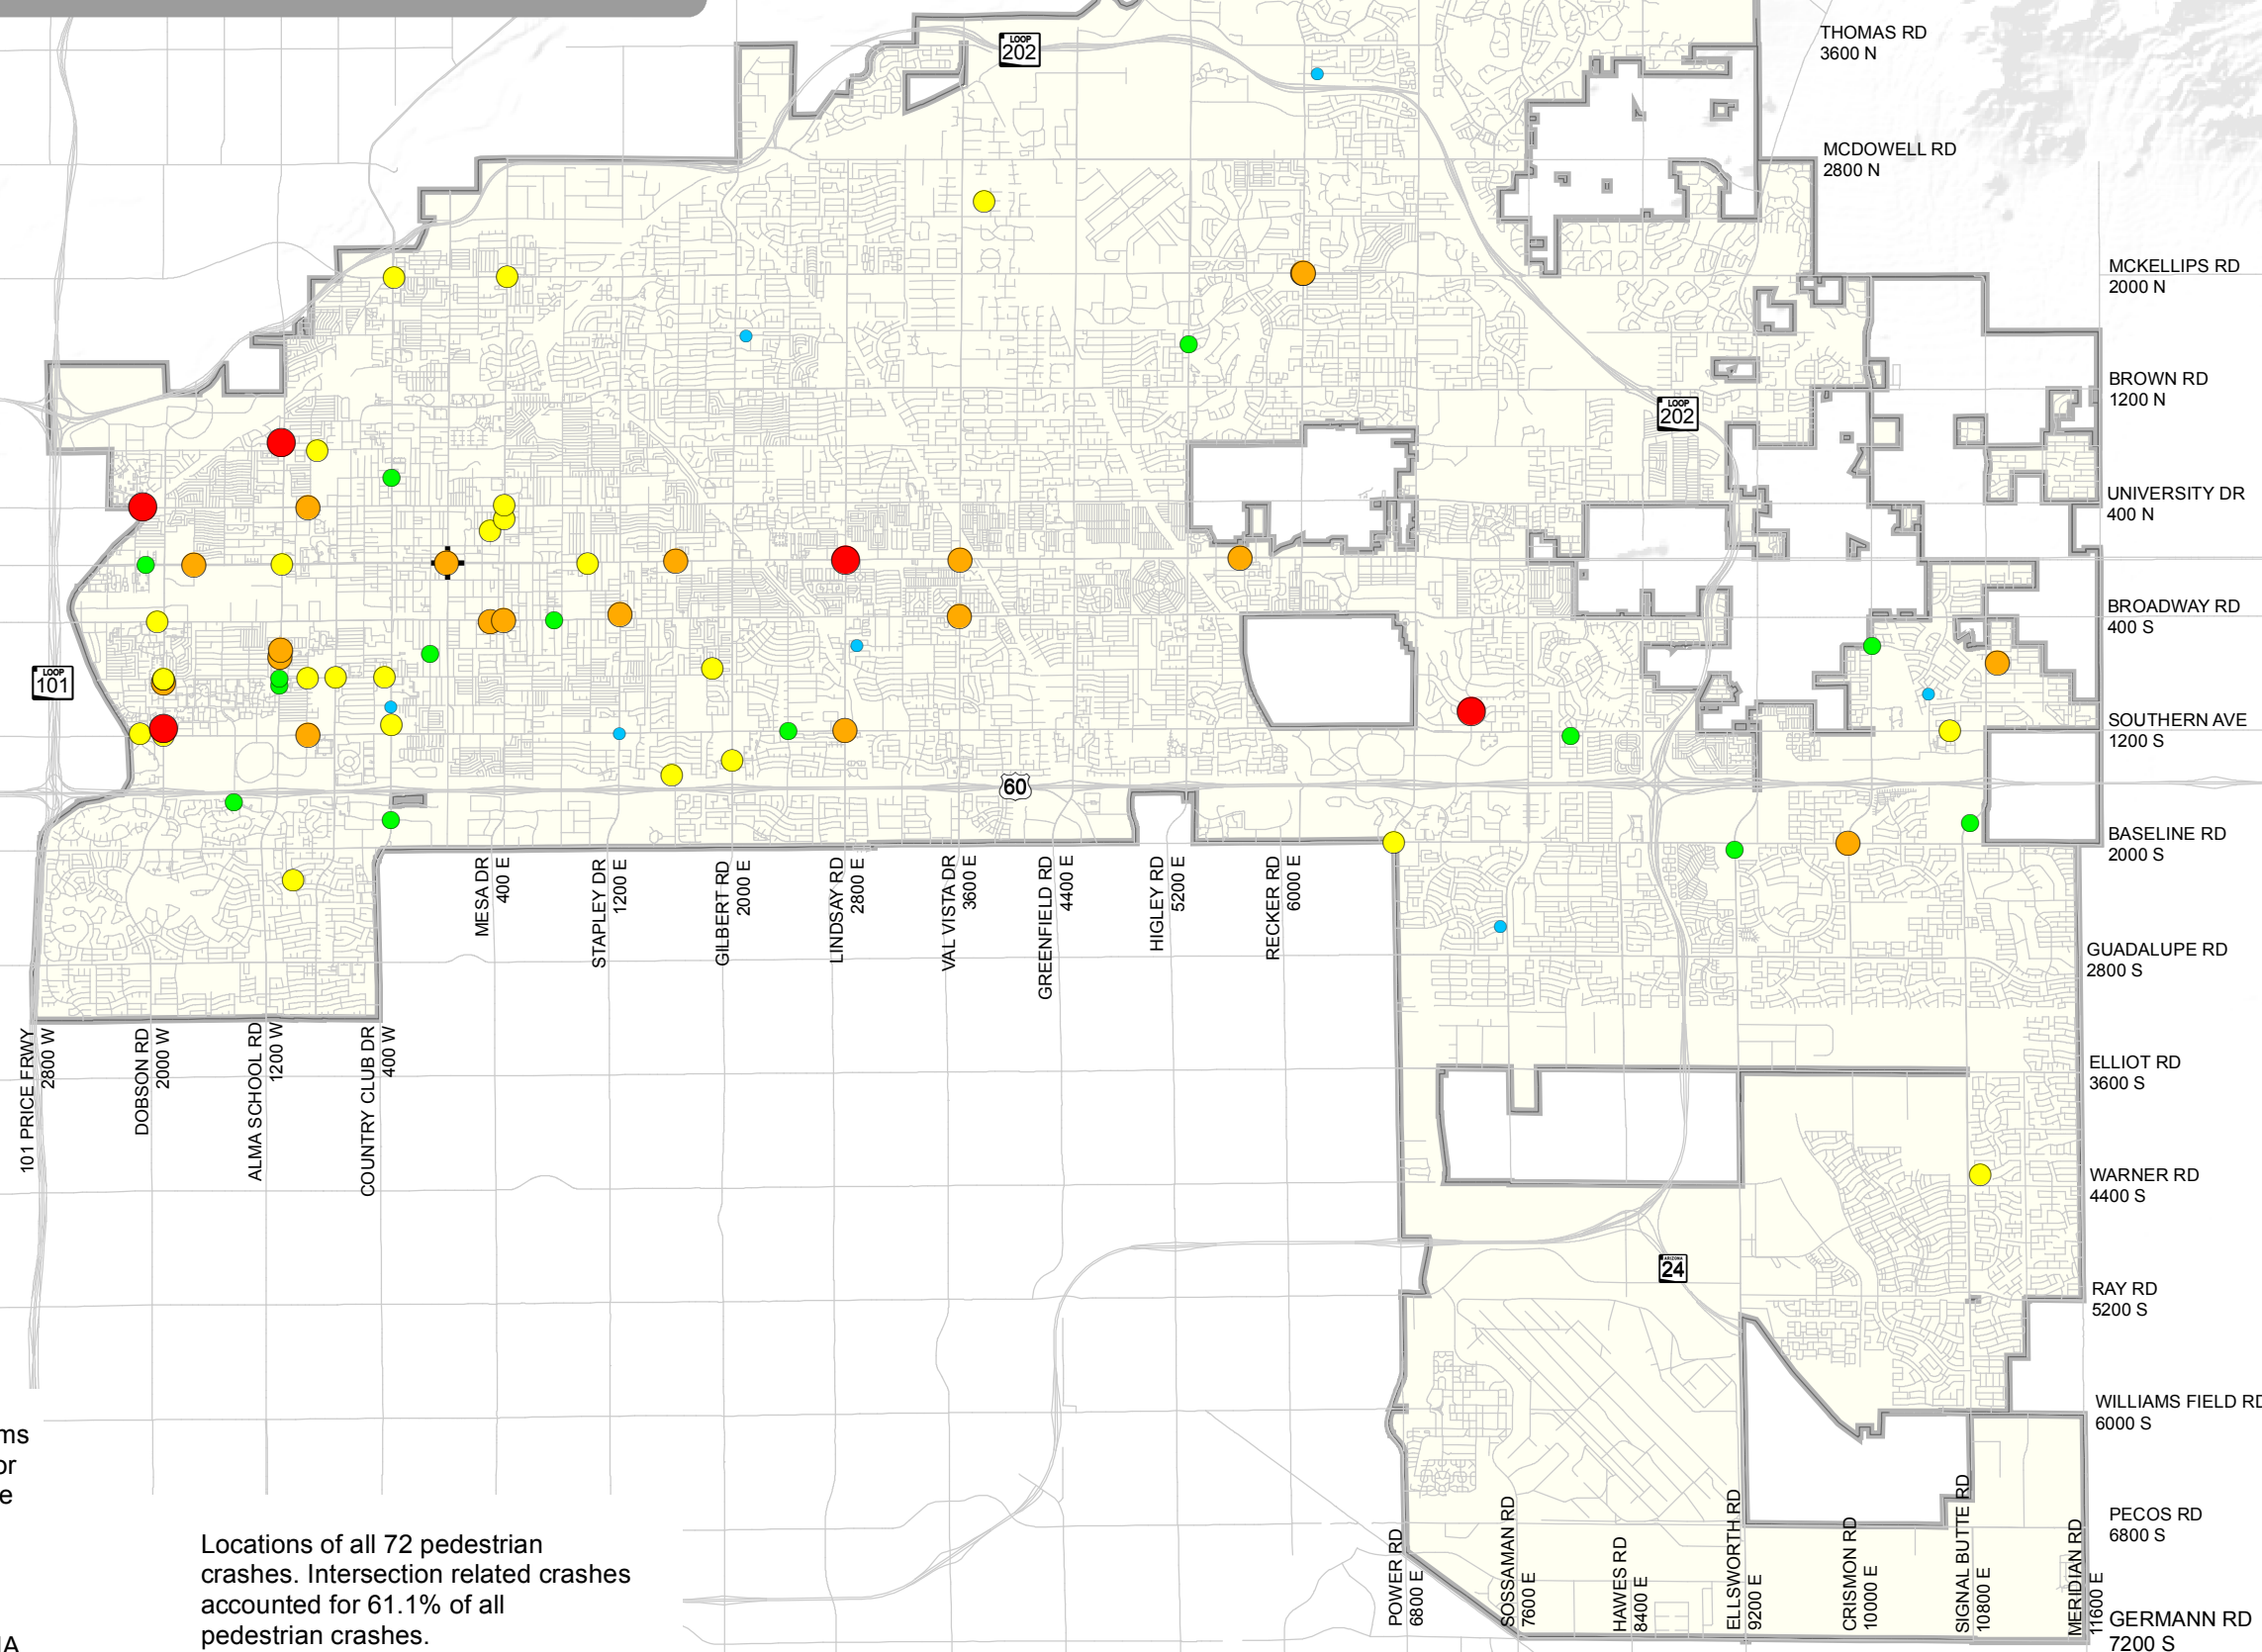 LOOP
202
THOMAS RD
3600 N
MCDOWELL RD
2800 N
MCKELLIPS RD
2000 N
BROWN RD
1200 N
LOOP
202
UNIVERSITY DR
400 N
BROADWAY RD
400 S
LOOP
101
SOUTHERN AVE
1200 S
60
BASELINE RD
2000 S
MESA DR
400 E
STAPLEY DR
1200 E
GILBERT RD
2000 E
LINDSAY RD
2800 E
VAL VISTA DR
3600 E
GREENFIELD RD
4400 E
HIGLEY RD
5200 E
RECKER RD
6000 E
GUADALUPE RD
2800 S
101 PRICE FRWY
2800 W
DOBSON RD
2000 W
ALMA SCHOOL RD
1200 W
COUNTRY CLUB DR
400 W
ELLIOT RD
3600 S
WARNER RD
4400 S
ARIZONA
24
RAY RD
5200 S
WILLIAMS FIELD RD
6000 S
PECOS RD
6800 S
POWER RD
6800 E
SOSSAMAN RD
7600 E
HAWES RD
8400 E
ELLSWORTH RD
9200 E
CRISMON RD
10000 E
SIGNAL BUTTE RD
10800 E
MERIDIAN RD
11600 E
GERMANN RD
7200 S
Locations of all 72 pedestrian
crashes. Intersection related crashes
accounted for 61.1% of all
pedestrian crashes.